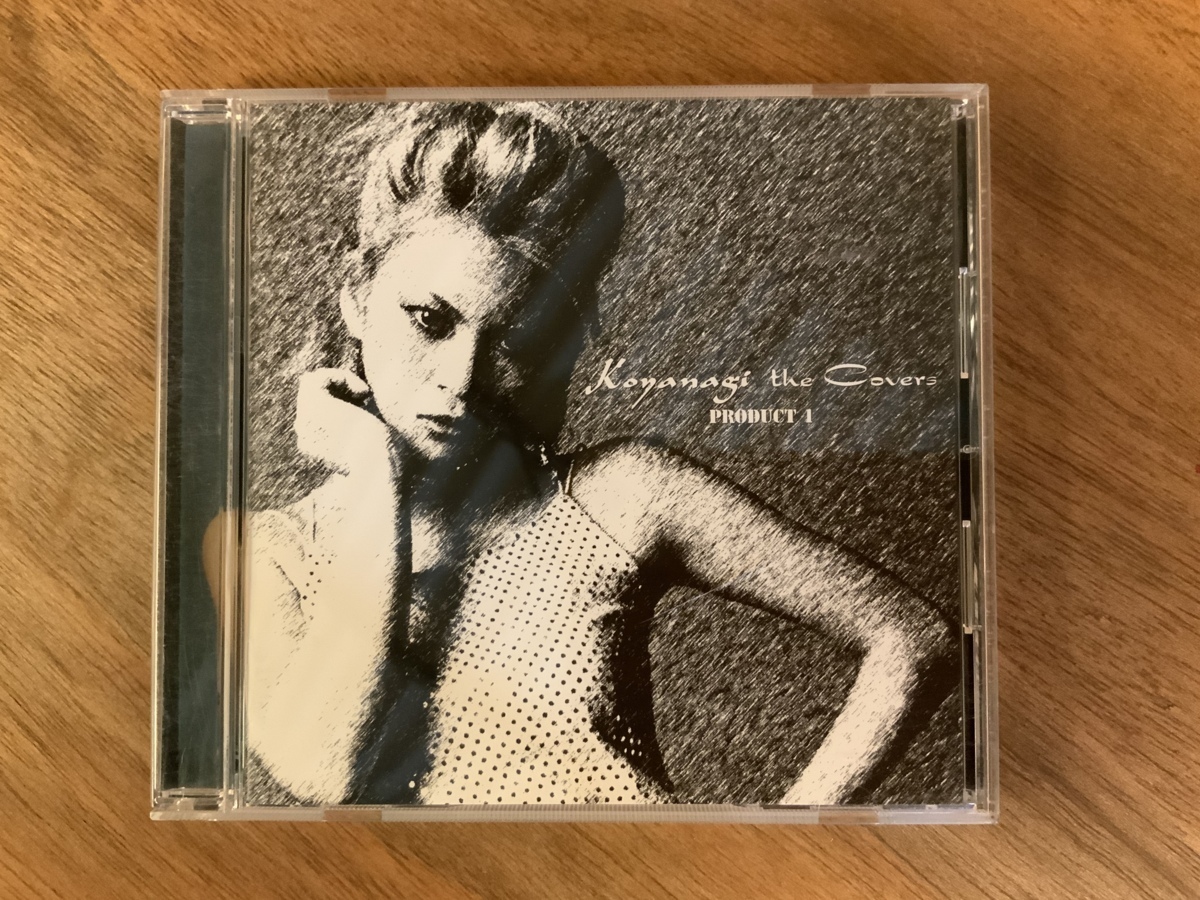 Koyanagi the Covers
PRODUCT 1